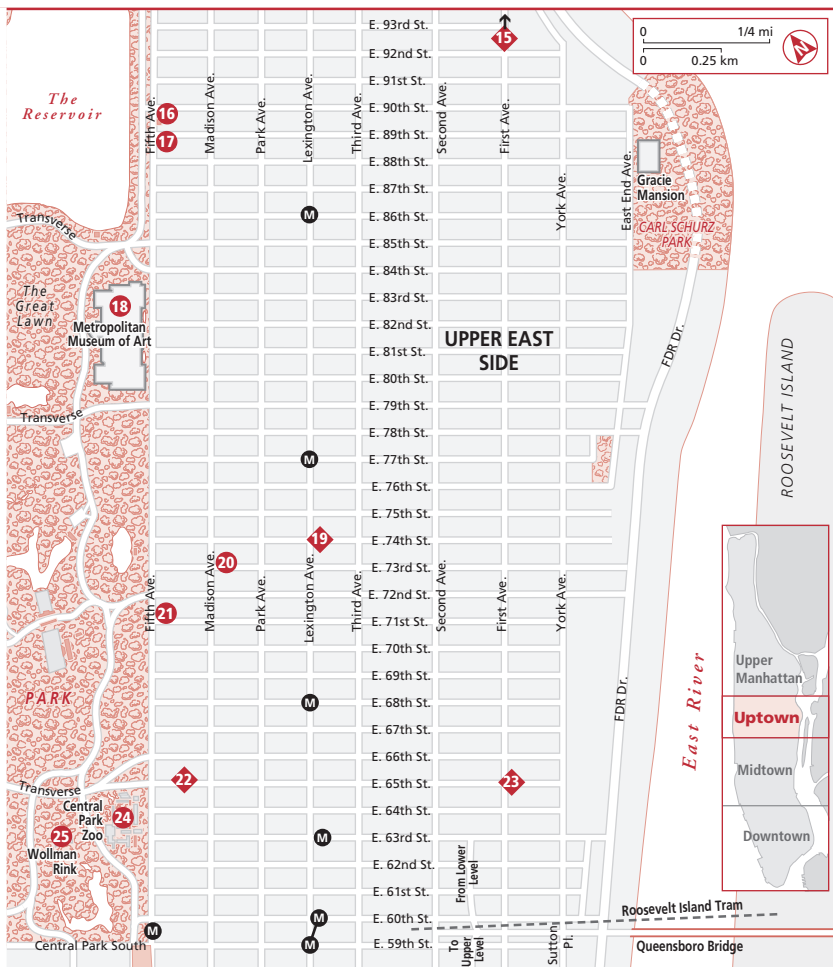 E. 93rd St.
15
E. 92nd St.
0 1/4 mi
0 0.25 km
N
E. 91st St.
The
Reservoir
16
E. 90th St.
17
E. 89th St.
Fifth Ave.
Madison Ave.
Park Ave.
Lexington Ave.
Third Ave.
Second Ave.
First Ave.
E. 88th St.
Gracie
Mansion
E. 87th St.
York Ave.
East End Ave.
M
E. 86th St.
Transverse
CARL SCHURZ
PARK
E. 85th St.
E. 84th St.
The
Great
Lawn
18
Metropolitan
Museum of Art
E. 83rd St.
E. 82nd St.
UPPER EAST
SIDE
E. 81st St.
E. 80th St.
FDR Dr.
ROOSEVELT ISLAND
E. 79th St.
Transverse
E. 78th St.
M
E. 77th St.
E. 76th St.
E. 75th St.
19
E .74th St.
20
E. 73rd St.
E. 72nd St.
Fifth Ave.
Madison Ave.
Park Ave.
Lexington Ave.
Third Ave.
Second Ave.
First Ave.
York Ave.
21
E. 71st St.
E. 70th St.
E. 69th St.
PARK
M
E. 68th St.
FDR Dr.
East River
Upper
Manhattan
Uptown
Midtown
Downtown
E. 67th St.
E. 66th St.
Transverse
22
E. 65th St.
23
E. 64th St.
Central
Park
Zoo
24
25
Wollman
Rink
M
E. 63rd St.
E. 62nd St.
From Lower
Level
E. 61st St.
M
E. 60th St.
Roosevelt Island Tram
M
Central Park South
M
E. 59th St.
To
Upper
Level
Sutton
Pl.
Queensboro Bridge